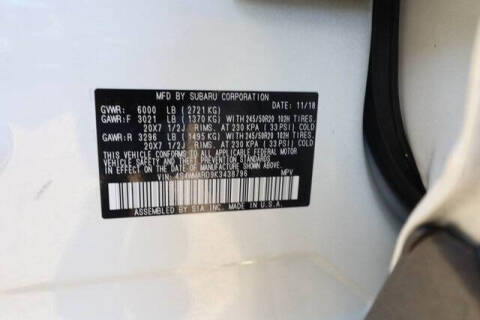 MFD BY SUBARU CORPORATION
DATE: 11/18
GVWR: 6000 LB (2721 KG)
GAWR:F 3021 LB (1370 KG) WITH 245/50R20 102H TIRES.
20X7 1/2J RIMS. AT 230 KPA (33 PSI) COLD
GAWR:R 3296 LB (1495 KG) WITH 245/50R20 102H TIRES.
20X7 1/2J RIMS. AT 230 KPA (33 PSI) COLD
THIS VEHICLE CONFORMS TO ALL APPLICABLE FEDERAL MOTOR
VEHICLE SAFETY AND THEFT PREVENTION STANDARDS
IN EFFECT ON THE DATE OF MANUFACTURE SHOWN ABOVE.
VIN: MPV
ASSEMBLED BY SIA INC. IN U.S.A.